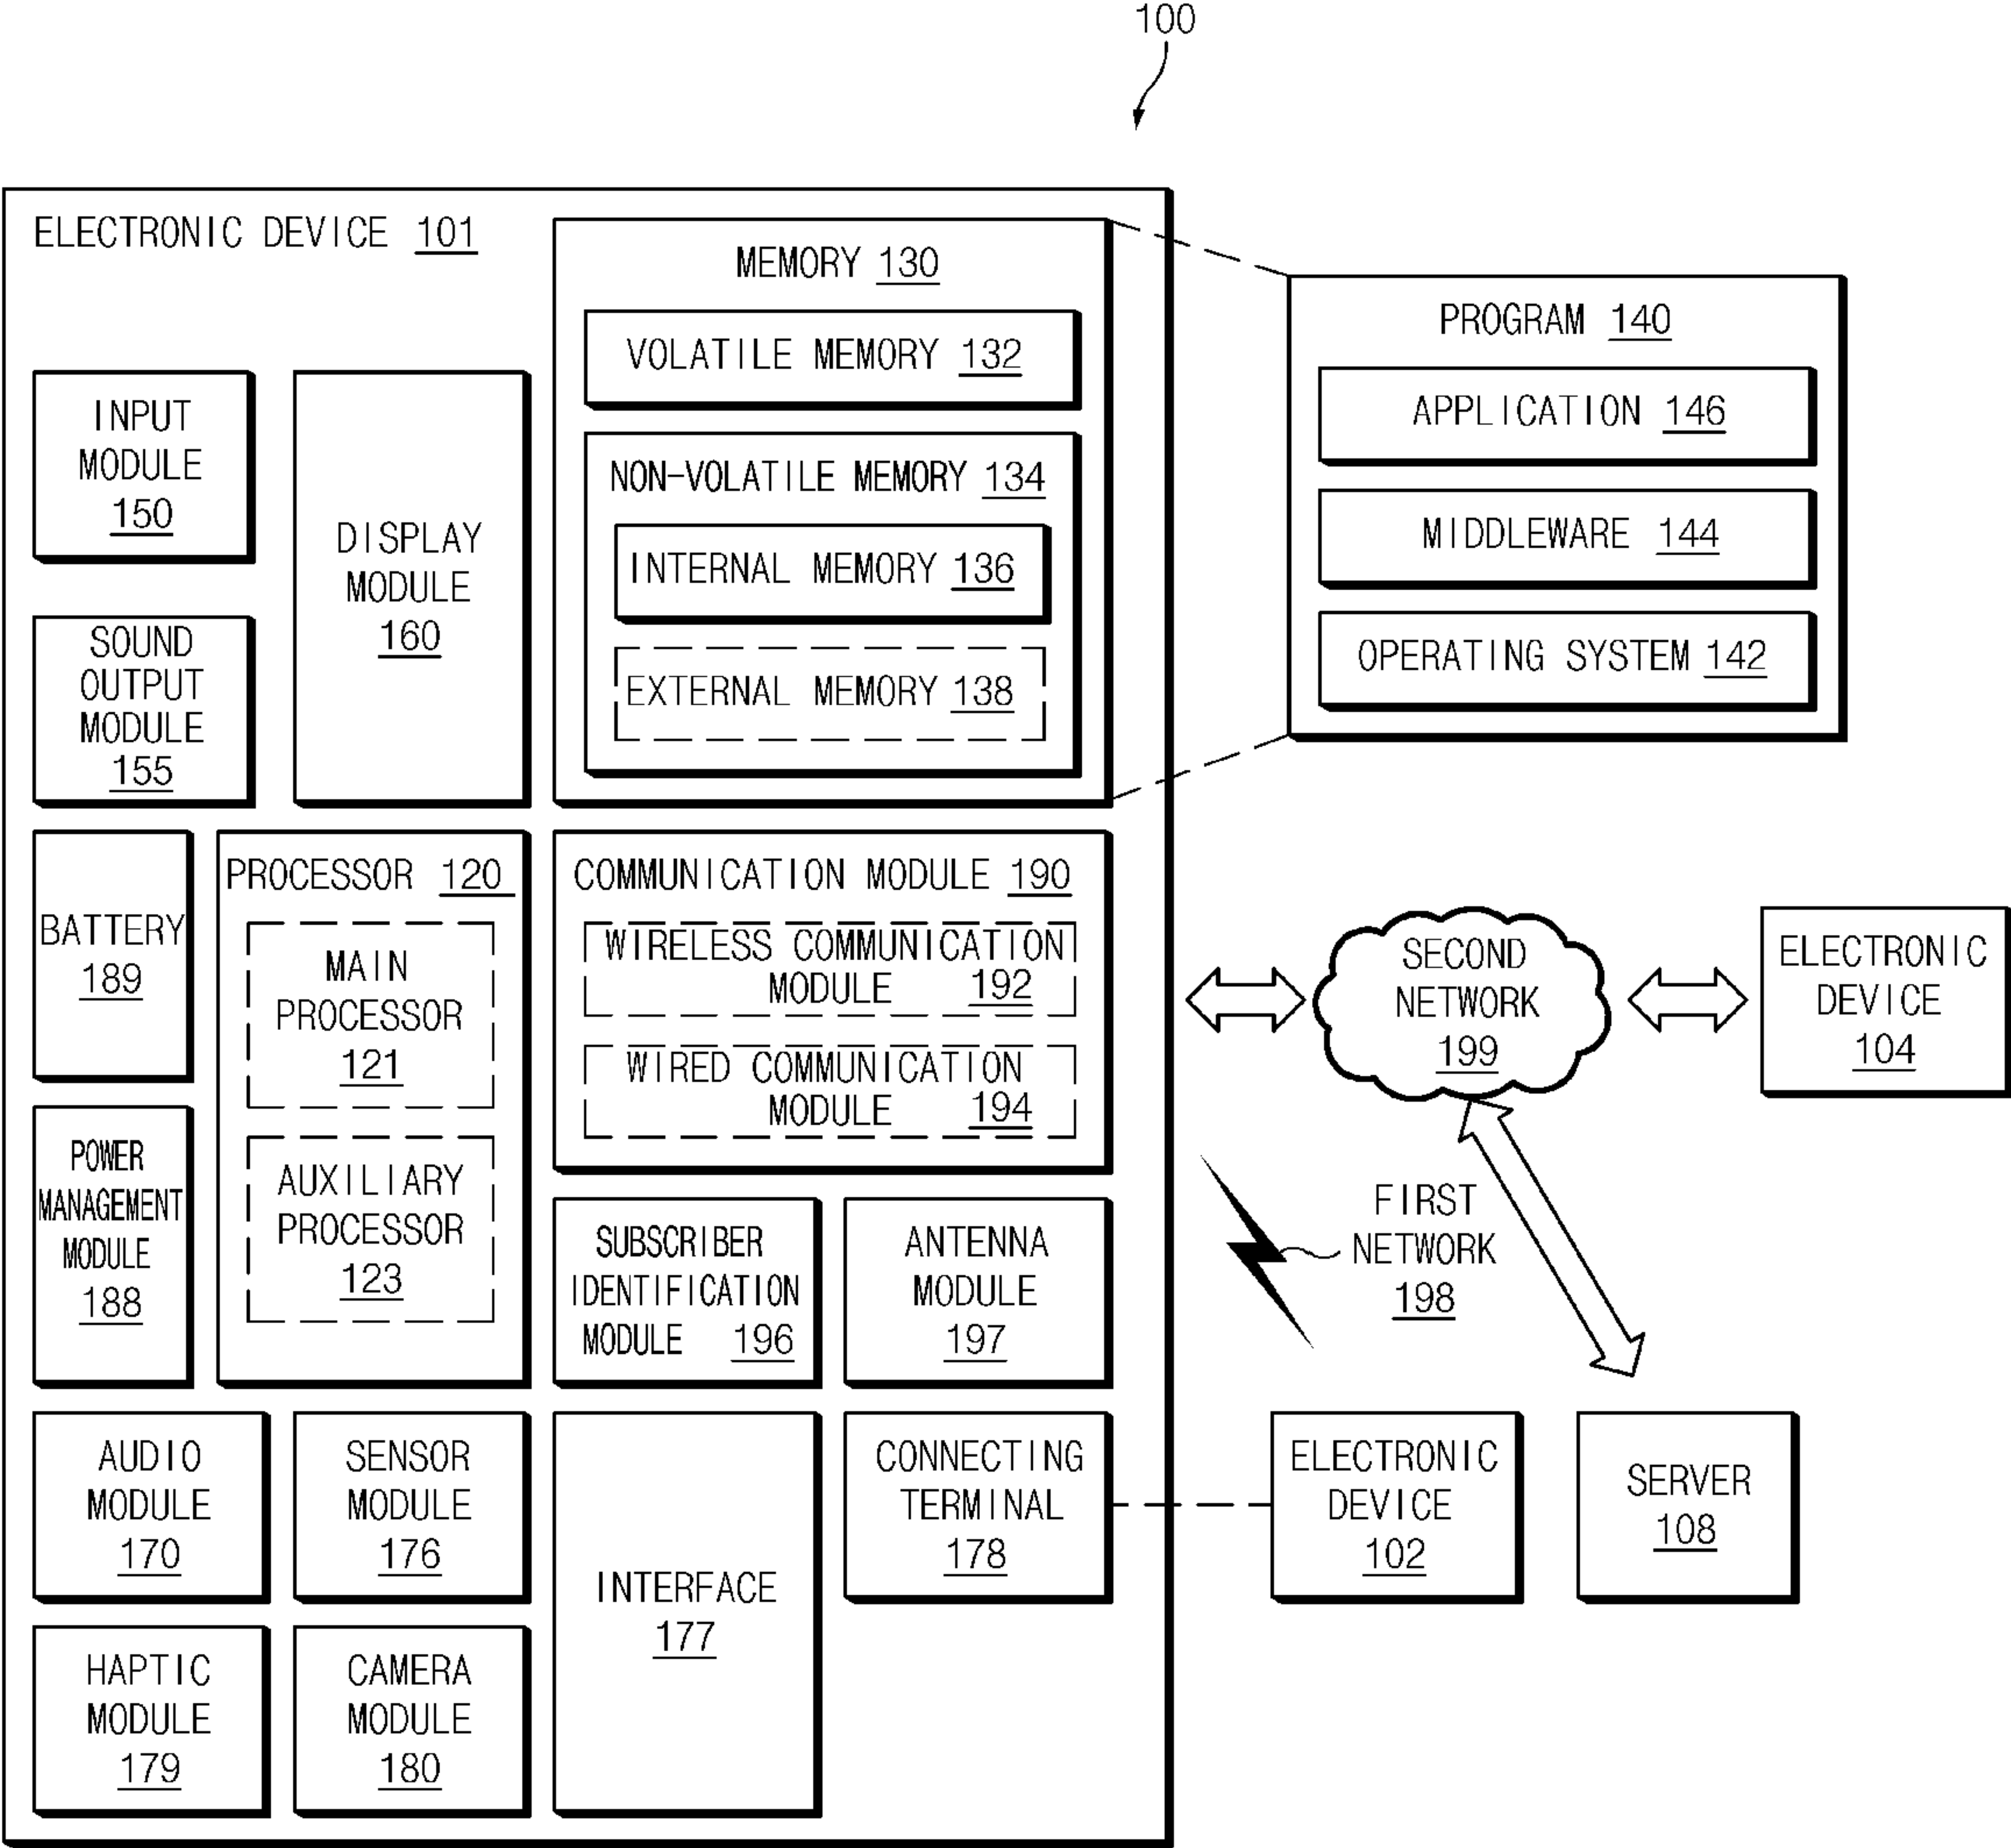 100
ELECTRONIC DEVICE 101
MEMORY 130
VOLATILE MEMORY 132
NON-VOLATILE MEMORY 134
INTERNAL MEMORY 136
EXTERNAL MEMORY 138
PROGRAM 140
APPLICATION 146
MIDDLEWARE 144
OPERATING SYSTEM 142
INPUT
MODULE
150
SOUND
OUTPUT
MODULE
155
DISPLAY
MODULE
160
BATTERY
189
POWER
MANAGEMENT
MODULE
188
PROCESSOR 120
MAIN
PROCESSOR
121
AUXILIARY
PROCESSOR
123
COMMUNICATION MODULE 190
WIRELESS COMMUNICATION
MODULE 192
WIRED COMMUNICATION
MODULE 194
SUBSCRIBER
IDENTIFICATION
MODULE 196
ANTENNA
MODULE
197
SECOND
NETWORK
199
ELECTRONIC
DEVICE
104
FIRST
NETWORK
198
AUDIO
MODULE
170
SENSOR
MODULE
176
INTERFACE
177
CONNECTING
TERMINAL
178
ELECTRONIC
DEVICE
102
SERVER
108
HAPTIC
MODULE
179
CAMERA
MODULE
180